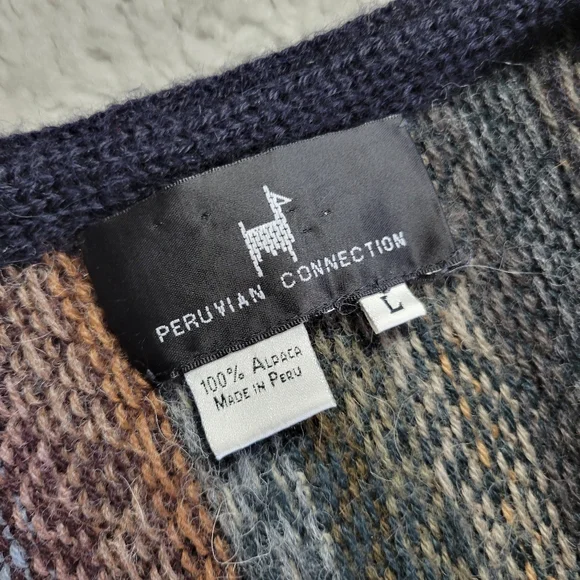 PERUVIAN CONNECTION
L
100% ALPACA
MADE IN PERU